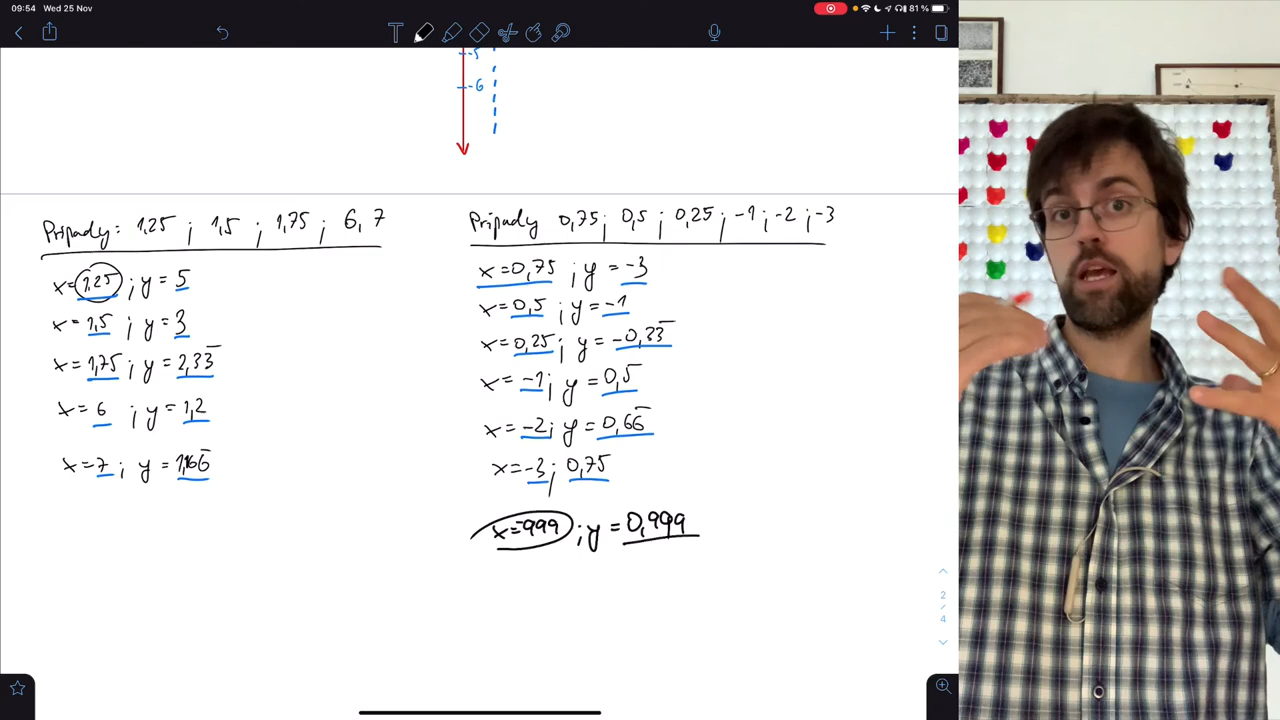 09:54 Wed 25 Nov
81 %
T
-5
-6
Prípady: 1,25 ; 1,5 ; 1,75 ; 6, 7
x=1,25 ; y = 5
x=1,5 ; y = 3
x=1,75 ; y = 2,33
x= 6 ; y = 1,2
x=7 ; y = 1,166
Prípady 0,75; 0,5 ; 0,25 ; -1 ; -2 ; -3
x=0,75 ; y = -3
x=0,5 ; y = -1
x=0,25 ; y = -0,33
x= -1; y = 0,5
x= -2; y = 0,66
x=-3; 0,75
x=-999 ; y = 0,999
2
/
4